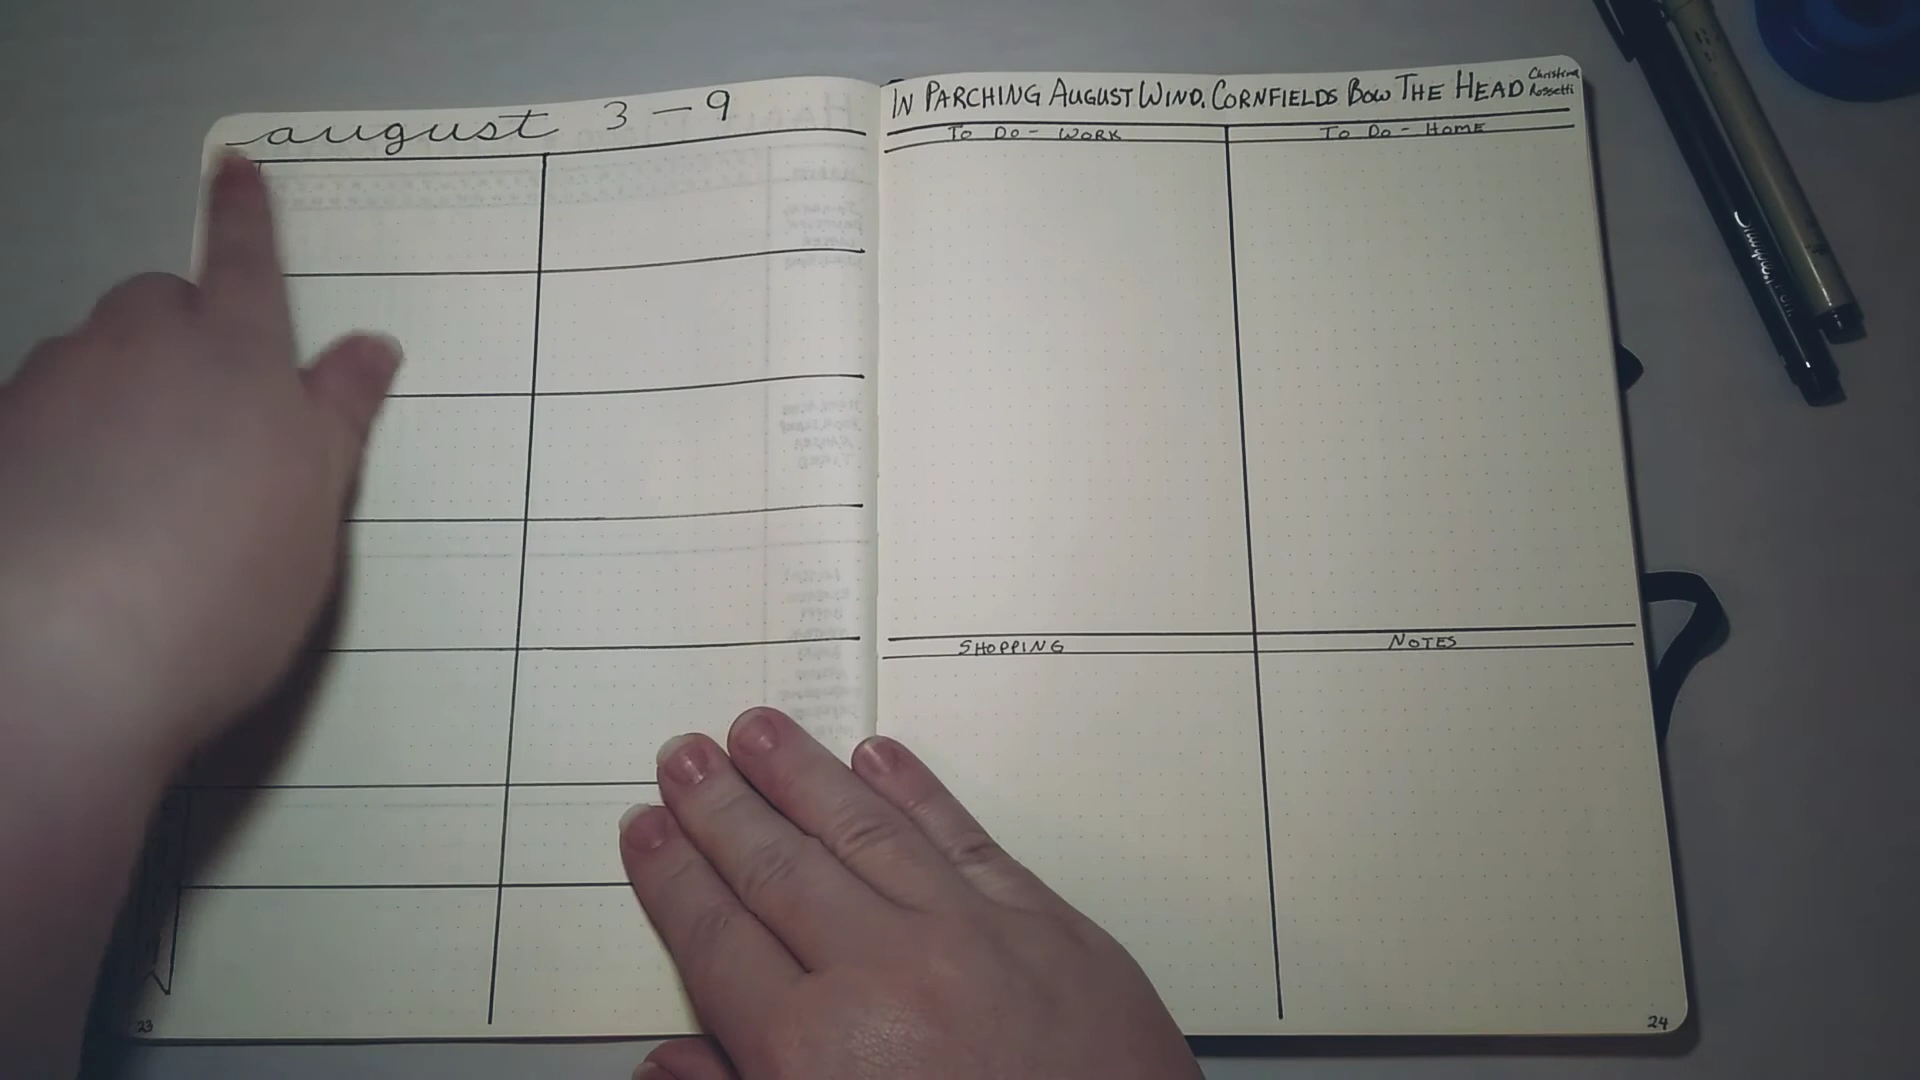 august 3 – 9
IN PARCHING AUGUST WIND, CORNFIELDS BOW THE HEAD
Christina
Rossetti
TO DO - WORK
TO DO - HOME
SHOPPING
NOTES
23
24